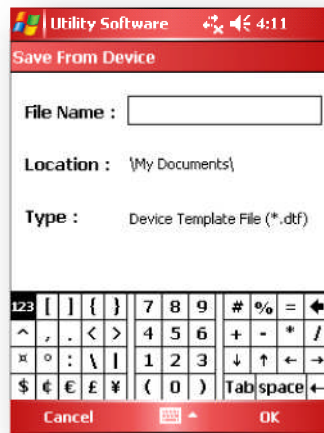 Utility Software 4:11
Save From Device
File Name :
Location : \My Documents\
Type : Device Template File (*.dtf)
123 [ ] { } 7 8 9 # % = ←
^ , . < > 4 5 6 + - * /
¤ ° : \ | 1 2 3 ↓ ↑ ← →
$ ¢ € £ ¥ ( 0 ) Tab space ←
Cancel OK